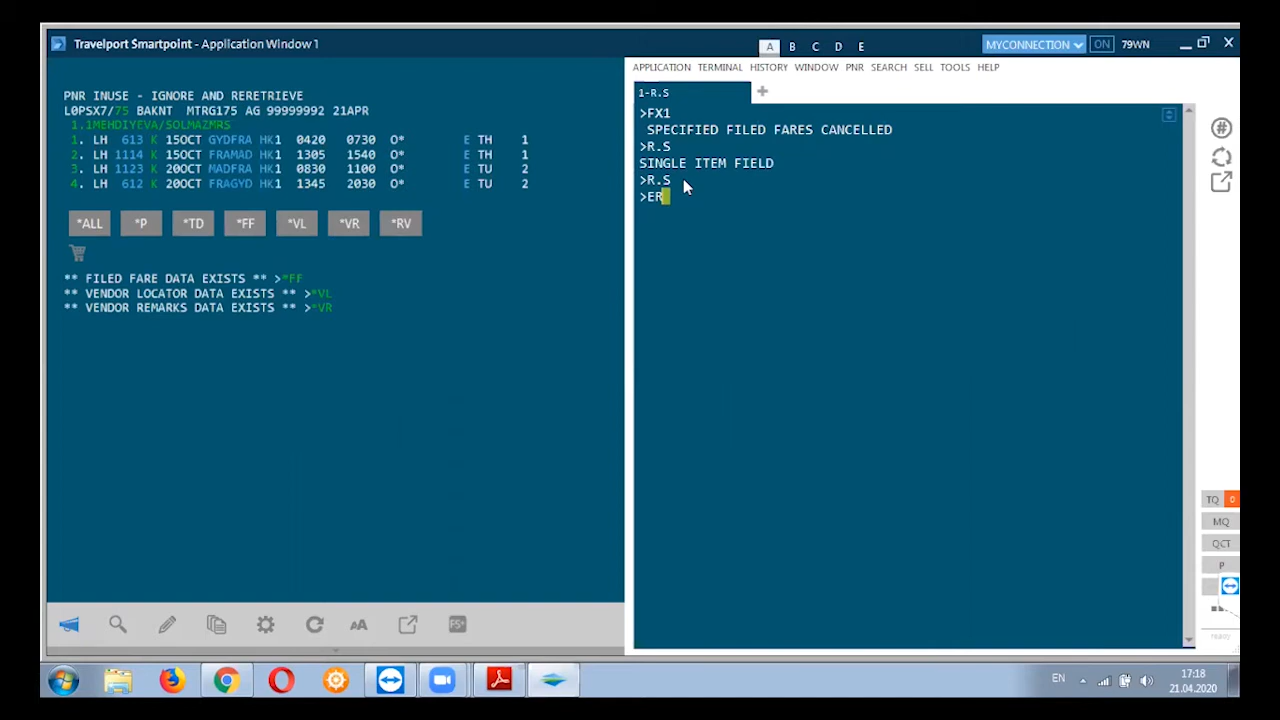 Travelport Smartpoint - Application Window 1
A B C D E
MYCONNECTION ON 79WN
APPLICATION TERMINAL HISTORY WINDOW PNR SEARCH SELL TOOLS HELP
PNR INUSE - IGNORE AND RERETRIEVE
L0PSX7/75 BAKNT MTRG175 AG 99999992 21APR
1.1MEHDIYEVA/SOLMAZMRS
1. LH 613 K 15OCT GYDFRA HK1 0420 0730 O* E TH 1
2. LH 1114 K 15OCT FRAMAD HK1 1305 1540 O* E TH 1
3. LH 1123 K 20OCT MADFRA HK1 0830 1100 O* E TU 2
4. LH 612 K 20OCT FRAGYD HK1 1345 2030 O* E TU 2
*ALL *P *TD *FF *VL *VR *RV
** FILED FARE DATA EXISTS ** >*FF
** VENDOR LOCATOR DATA EXISTS ** >*VL
** VENDOR REMARKS DATA EXISTS ** >*VR
1-R.S
>FX1
SPECIFIED FILED FARES CANCELLED
>R.S
SINGLE ITEM FIELD
>R.S
>ER
TQ 0
MQ
QCT
P
ready
AA
F5+
EN
17:18
21.04.2020